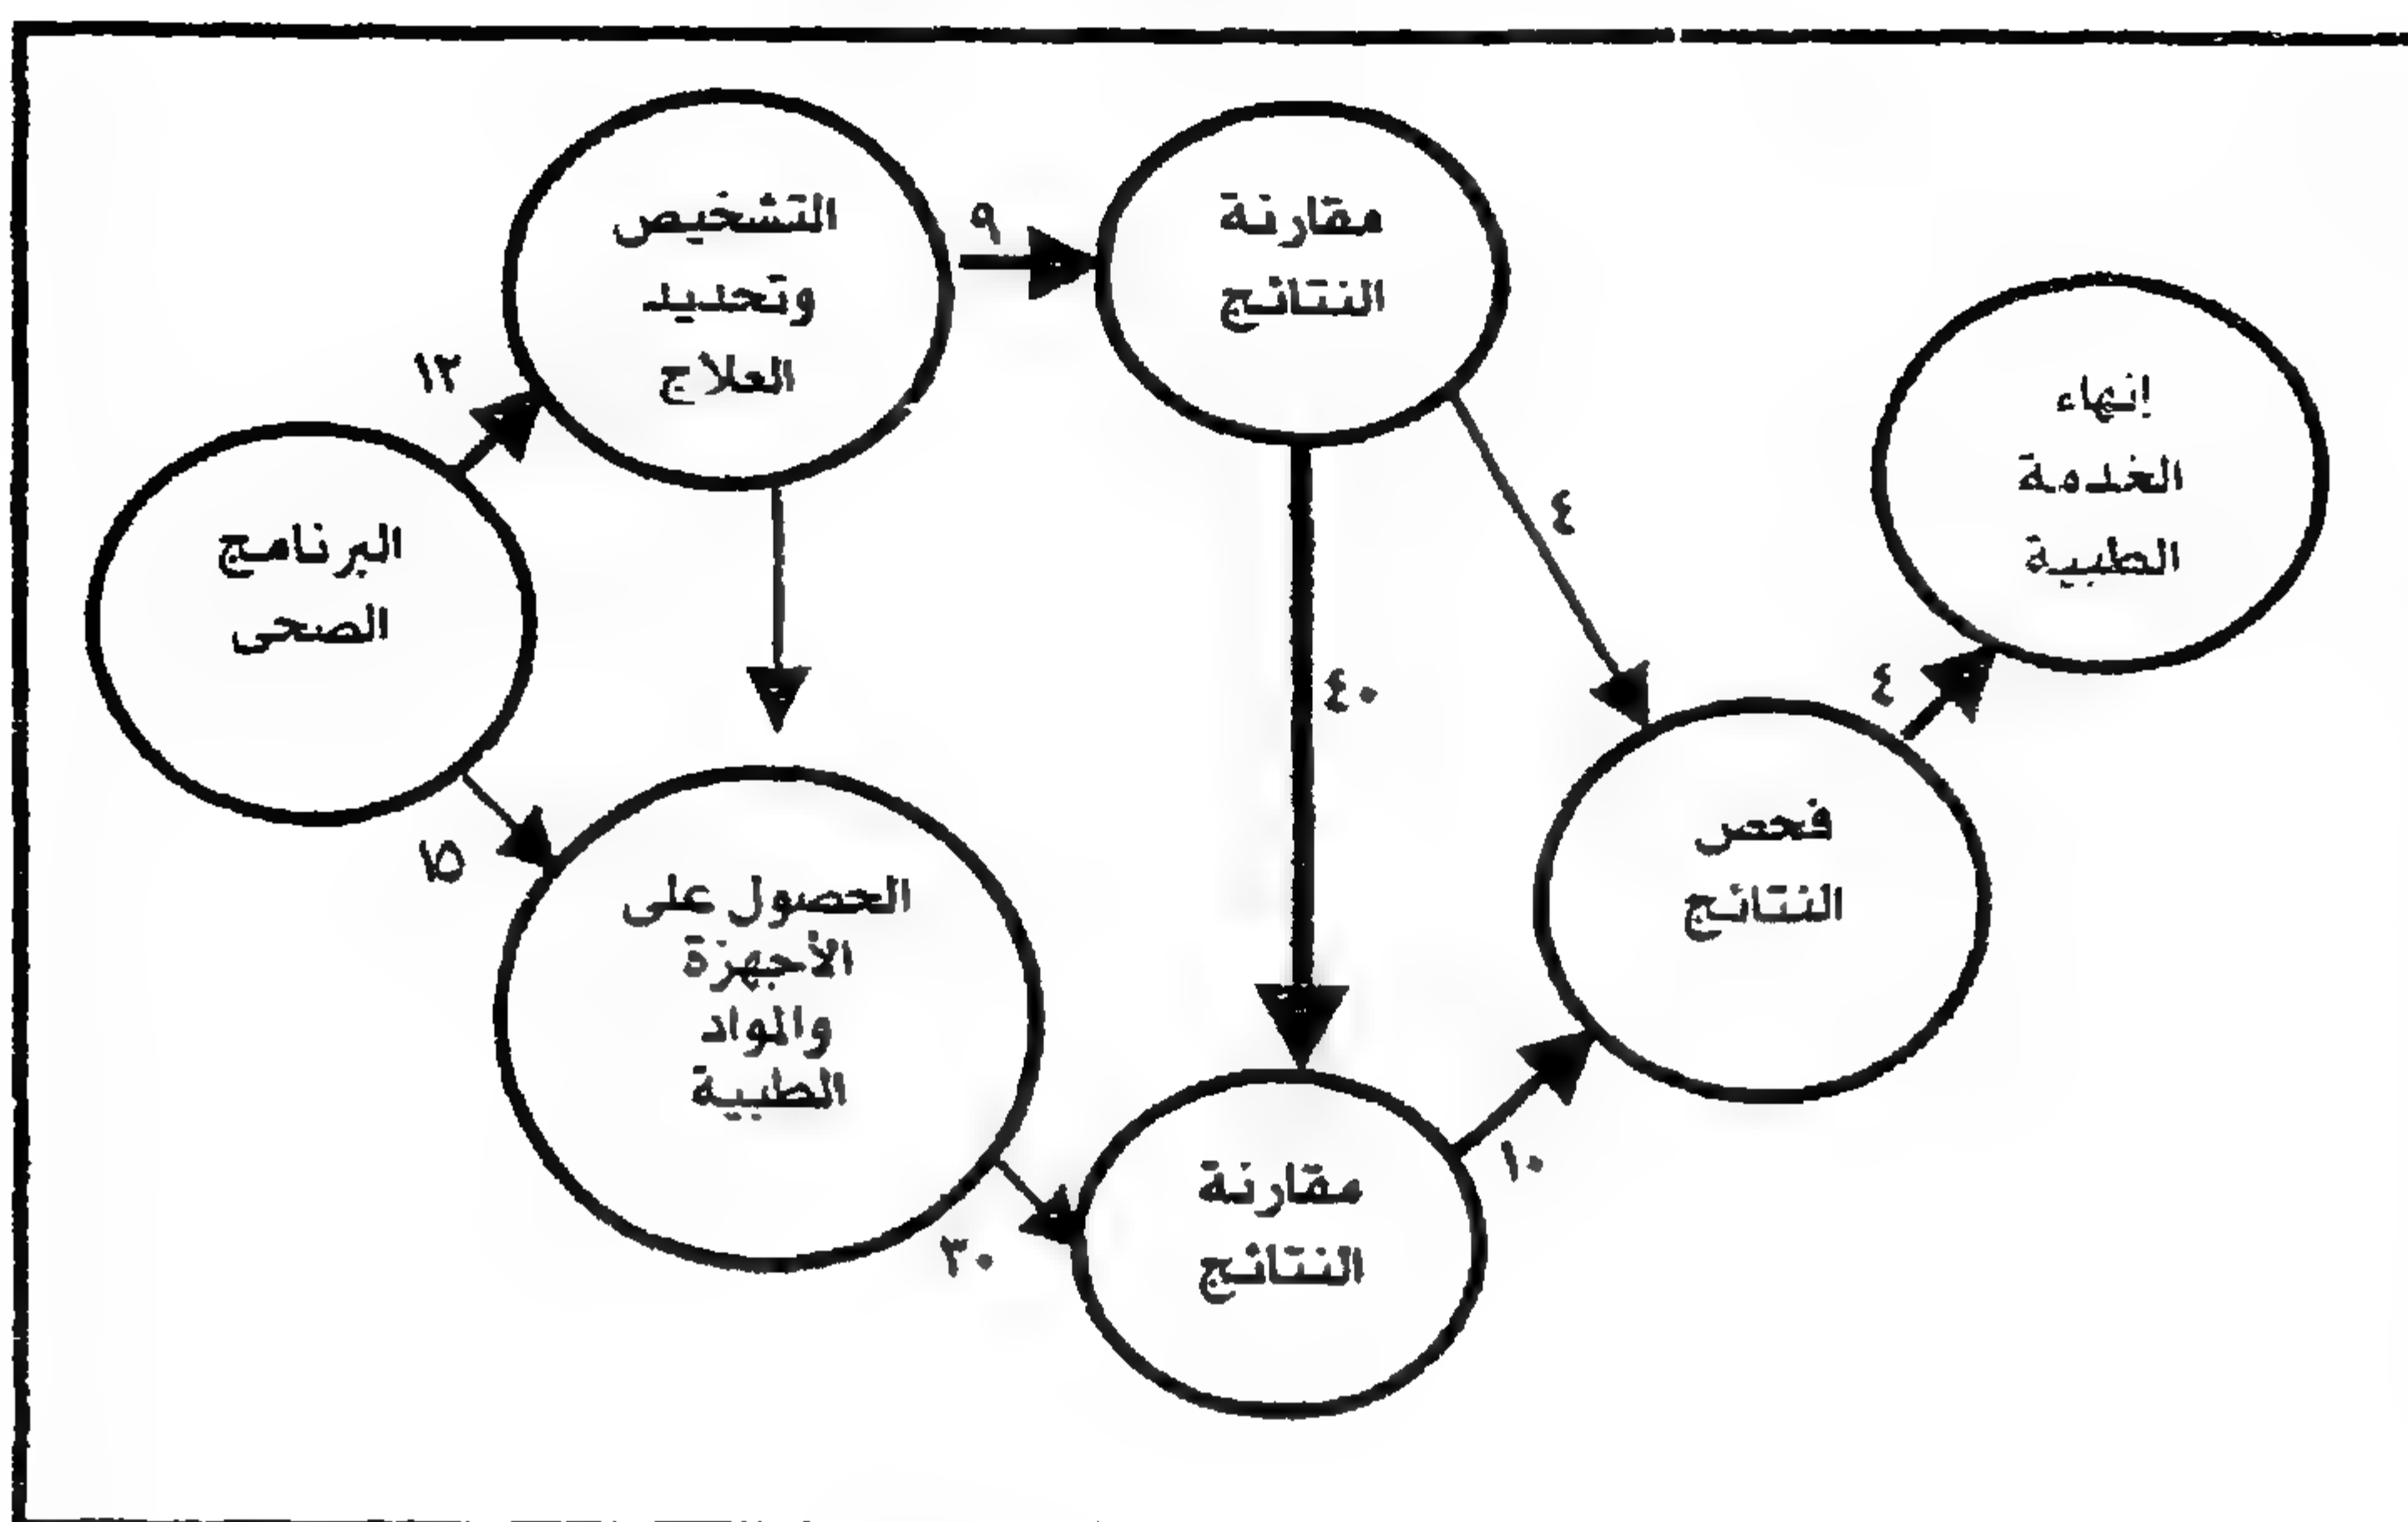 التشخيص
وتحديد
العلاج
٩
مقارنة
النتائج
١٢
البرنامج
الصحى
إنهاء
الخدمة
الطبية
٤
٤٠
٤
١٥
الحصول على
الأجهزة
والمواد
الطبية
فحص
النتائج
٣٠
مقارنة
النتائج
١٠